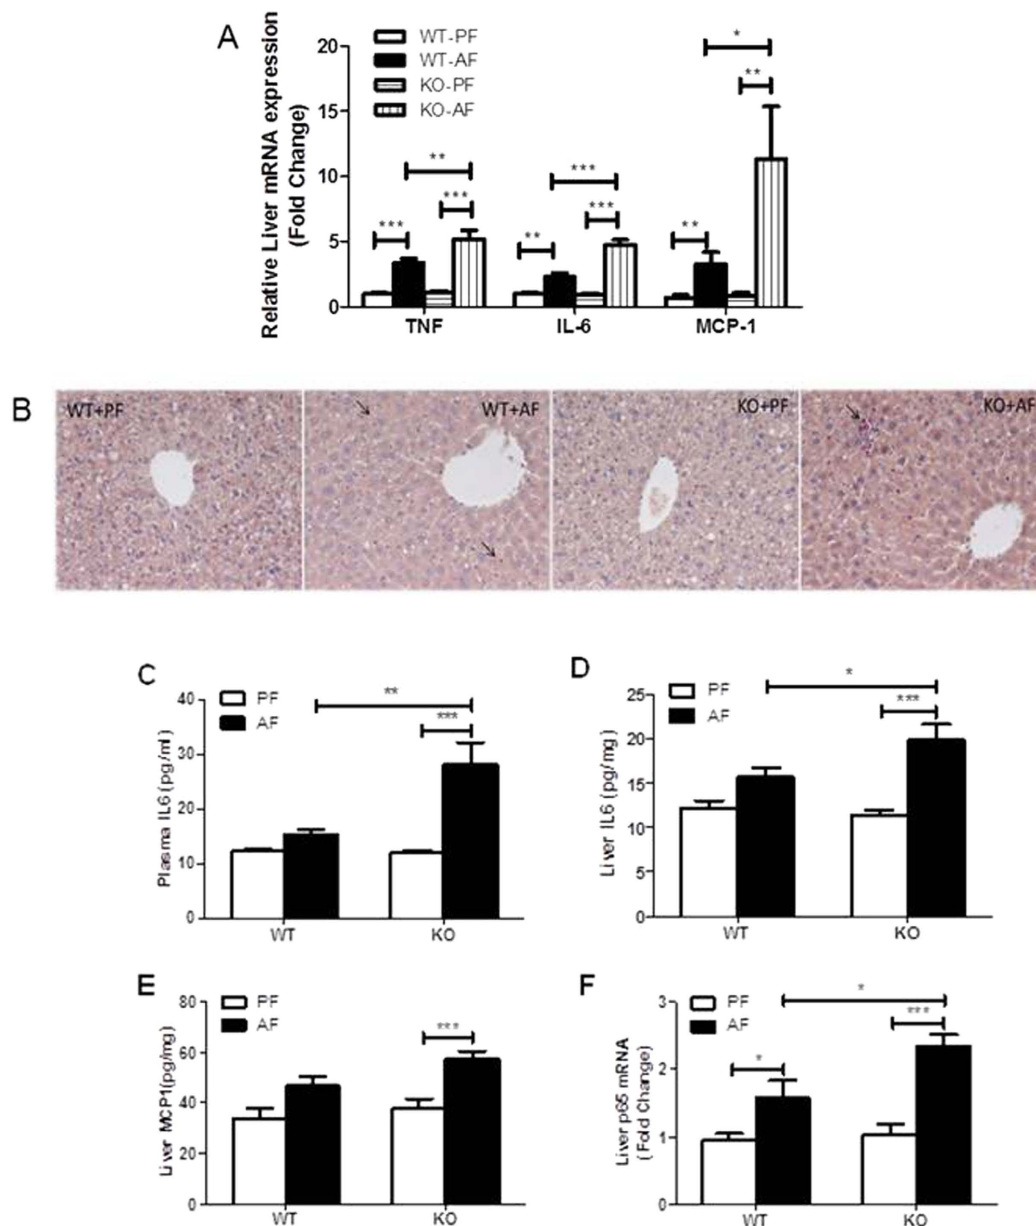 A
Relative Liver mRNA expression
(Fold Change)
20
15
10
5
0
WT-PF
WT-AF
KO-PF
KO-AF
***
**
***
**
***
***
**
*
**
TNF
IL-6
MCP-1
B
WT+PF
WT+AF
KO+PF
KO+AF
C
Plasma IL6 (pg/ml)
40
30
20
10
0
PF
AF
**
***
WT
KO
D
Liver IL6 (pg/mg)
25
20
15
10
5
0
PF
AF
*
***
WT
KO
E
Liver MCP1(pg/mg)
80
60
40
20
0
PF
AF
***
WT
KO
F
Liver p65 mRNA
( Fold Change)
3
2
1
0
PF
AF
*
*
***
WT
KO